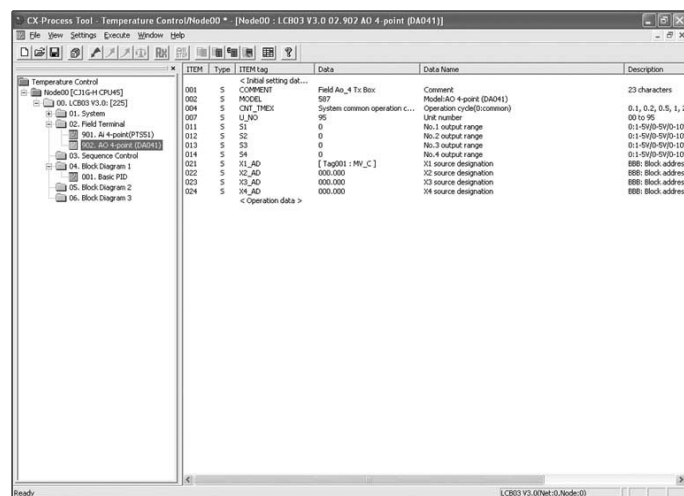 CX-Process Tool - Temperature Control/Node00 * - [Node00 : LCB03 V3.0 02.902 AO 4-point (DA041)]
File View Settings Execute Window Help
Temperature Control
Node00 [CJ1G-H CPU45]
00. LCB03 V3.0: [225]
01. System
02. Field Terminal
901. Ai 4-point(PTS51)
902. AO 4-point (DA041)
03. Sequence Control
04. Block Diagram 1
001. Basic PID
05. Block Diagram 2
06. Block Diagram 3
ITEM Type ITEM tag Data Data Name Description
< Initial setting dat...
001 S COMMENT Field Ao_4 Tx Box Comment 23 characters
002 S MODEL 587 Model:AO 4-point (DA041)
004 S CNT_TMEX System common operation c... Operation cycle(0:common) 0.1, 0.2, 0.5, 1, 2
007 S U_NO 95 Unit number 00 to 95
011 S S1 0 No.1 output range 0:1-5V/0-5V/0-10
012 S S2 0 No.2 output range 0:1-5V/0-5V/0-10
013 S S3 0 No.3 output range 0:1-5V/0-5V/0-10
014 S S4 0 No.4 output range 0:1-5V/0-5V/0-10
021 S X1_AD [ Tag001 : MV_C ] X1 source designation BBB: Block addres
022 S X2_AD 000.000 X2 source designation BBB: Block addres
023 S X3_AD 000.000 X3 source designation BBB: Block addres
024 S X4_AD 000.000 X4 source designation BBB: Block addres
< Operation data >
Ready LCB03 V3.0(Net:0,Node:0)